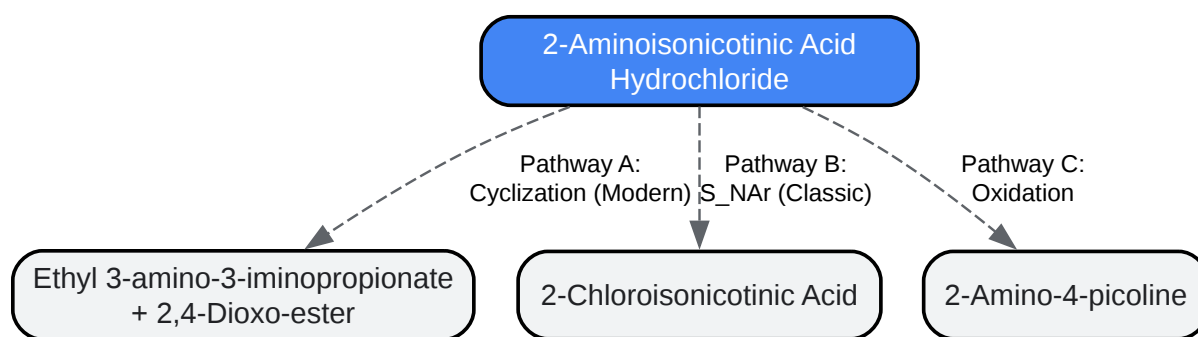 2-Aminoisonicotinic Acid
Hydrochloride
Pathway A:
Cyclization (Modern)
Pathway B:
S_NAr (Classic)
Pathway C:
Oxidation
Ethyl 3-amino-3-iminopropionate
+ 2,4-Dioxo-ester
2-Chloroisonicotinic Acid
2-Amino-4-picoline